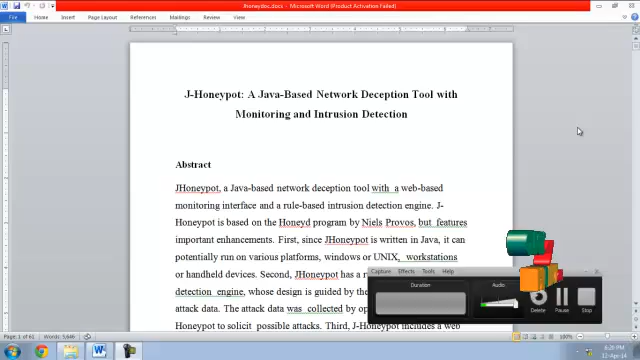 Jhoneydoc.docx - Microsoft Word (Product Activation Failed)
File Home Insert Page Layout References Mailings Review View
J-Honeypot: A Java-Based Network Deception Tool with
Monitoring and Intrusion Detection
Abstract
JHoneypot, a Java-based network deception tool with a web-based
monitoring interface and a rule-based intrusion detection engine. J-
Honeypot is based on the Honeyd program by Niels Provos, but features
important enhancements. First, since JHoneypot is written in Java, it can
potentially run on various platforms, windows or UNIX, workstations
or handheld devices. Second, JHoneypot has a r
detection engine, whose design is guided by the
attack data. The attack data was collected by op
Honeypot to solicit possible attacks. Third, J-Honeypot includes a web
Capture Effects Tools Help
Duration
Audio
Delete Pause Stop
Page: 1 of 61 Words: 5,646
100%
6:26 PM
12-Apr-14